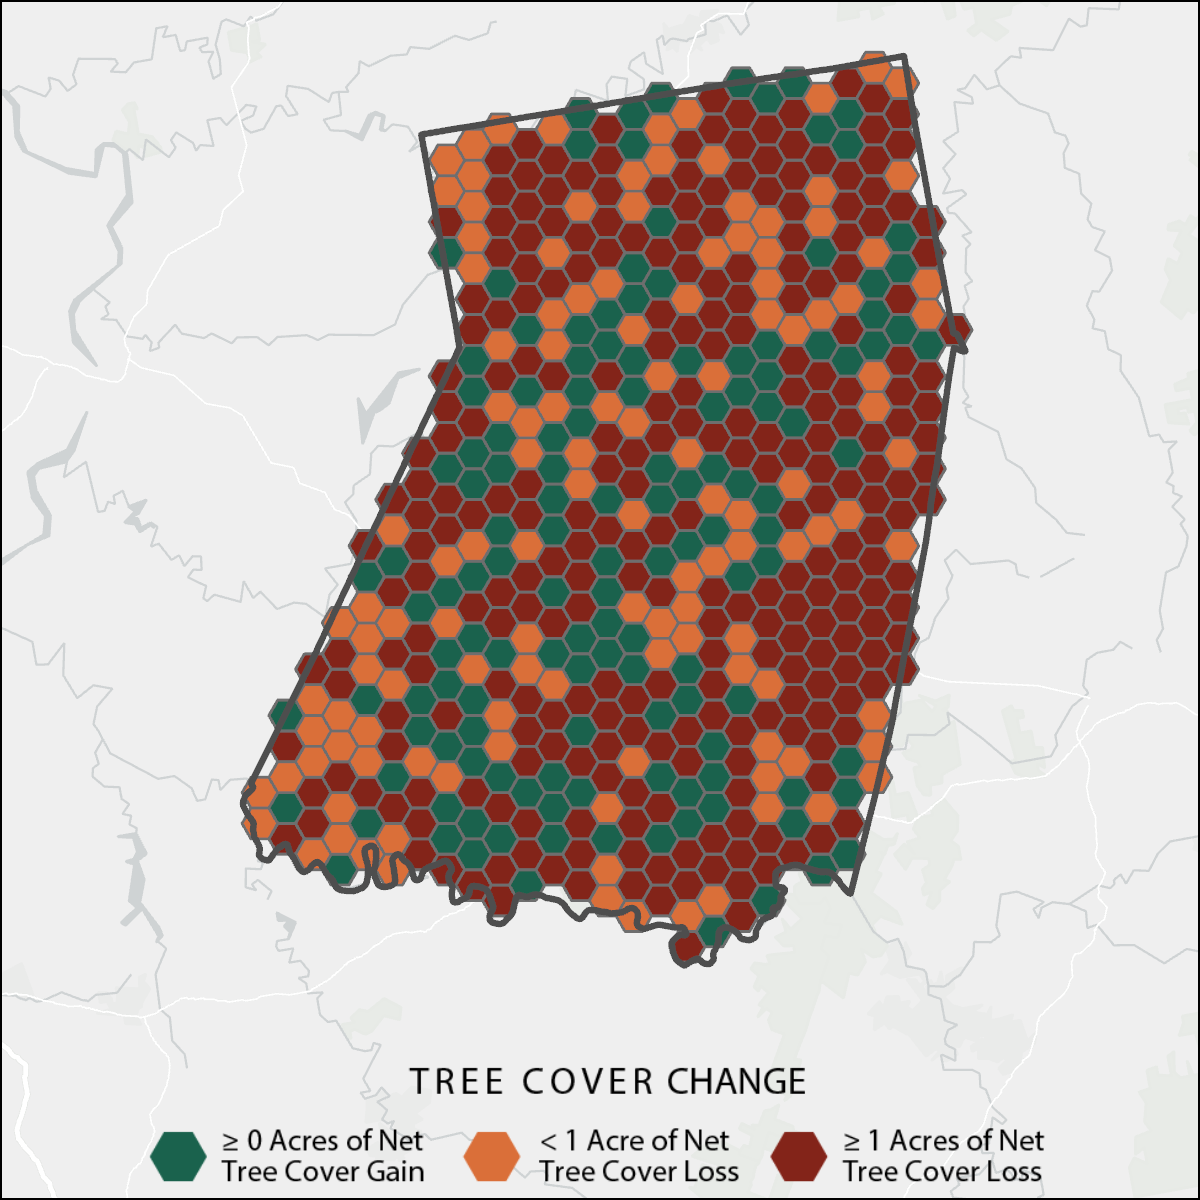 TREE COVER CHANGE
≥ 0 Acres of Net
Tree Cover Gain
< 1 Acre of Net
Tree Cover Loss
≥ 1 Acres of Net
Tree Cover Loss